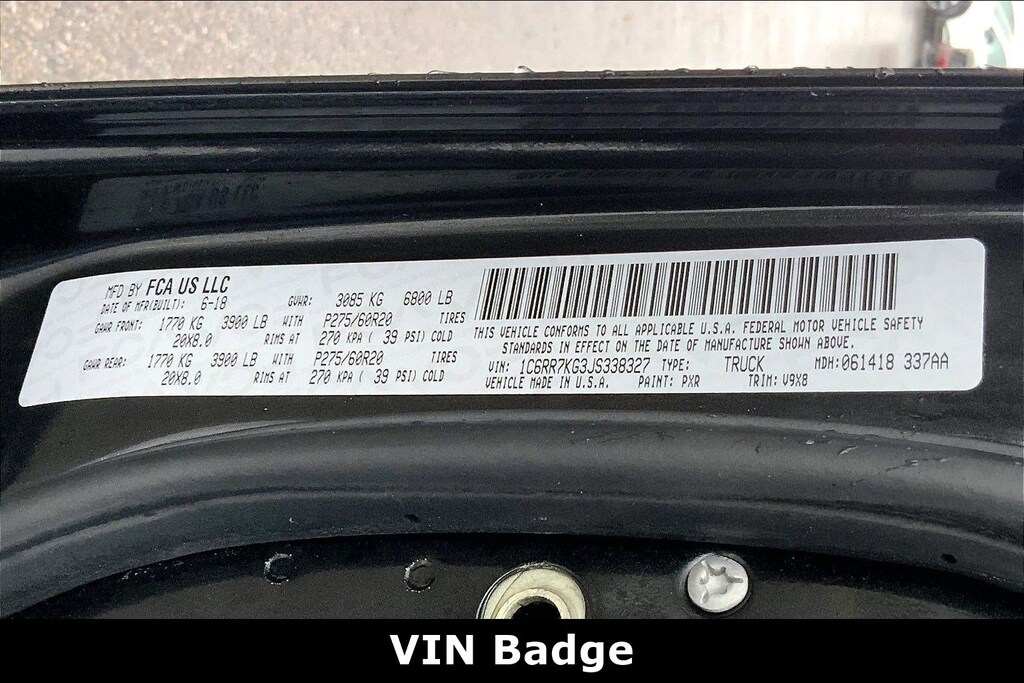 MFD BY FCA US LLC
DATE OF MFR(BUILT): 6-18 GVWR: 3085 KG 6800 LB
GAWR FRONT: 1770 KG 3900 LB WITH P275/60R20 TIRES
20X8.0 RIMS AT 270 KPA ( 39 PSI) COLD
GAWR REAR: 1770 KG 3900 LB WITH P275/60R20 TIRES
20X8.0 RIMS AT 270 KPA ( 39 PSI) COLD
THIS VEHICLE CONFORMS TO ALL APPLICABLE U.S.A. FEDERAL MOTOR VEHICLE SAFETY
STANDARDS IN EFFECT ON THE DATE OF MANUFACTURE SHOWN ABOVE.
VIN: 1C6RR7KG3JS338327 TYPE: TRUCK MDH:061418 337AA
VEHICLE MADE IN U.S.A. PAINT: PXR TRIM: V9X8
C C
VIN Badge